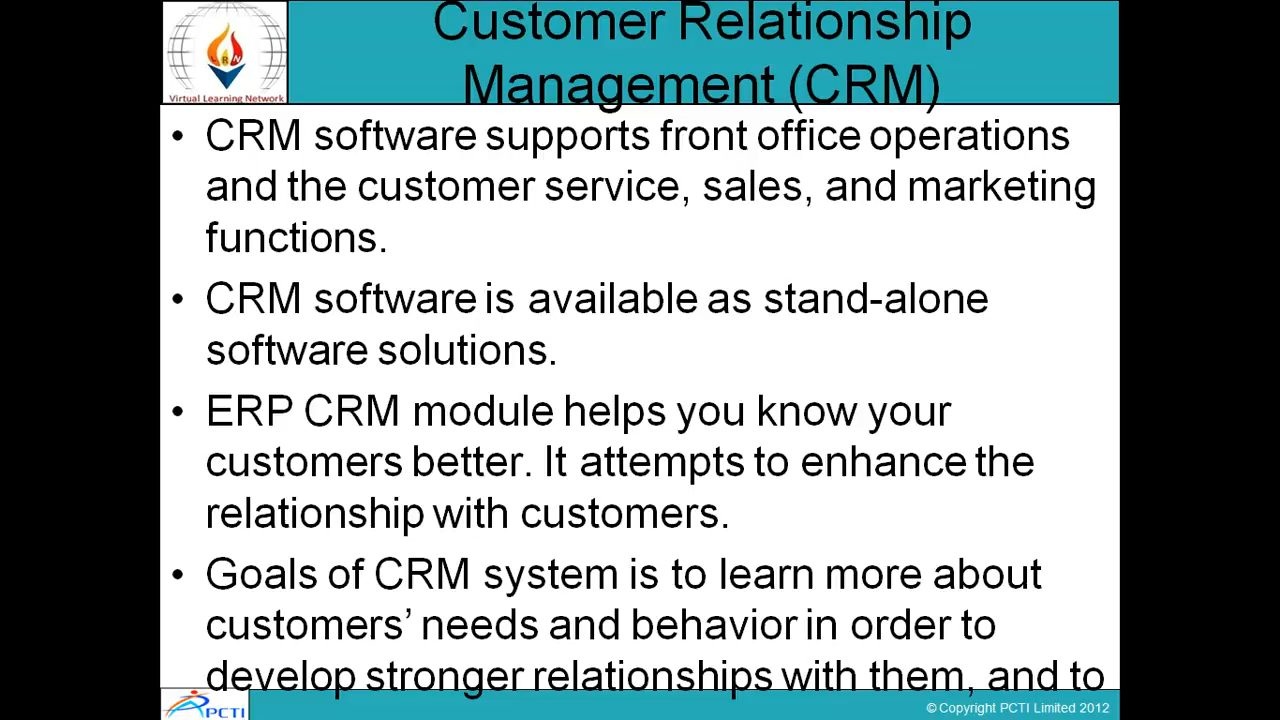 Customer Relationship
Management (CRM)
LRN
Virtual Learning Network
• CRM software supports front office operations
and the customer service, sales, and marketing
functions.
• CRM software is available as stand-alone
software solutions.
• ERP CRM module helps you know your
customers better. It attempts to enhance the
relationship with customers.
• Goals of CRM system is to learn more about
customers’ needs and behavior in order to
develop stronger relationships with them, and to
PCTI
© Copyright PCTI Limited 2012